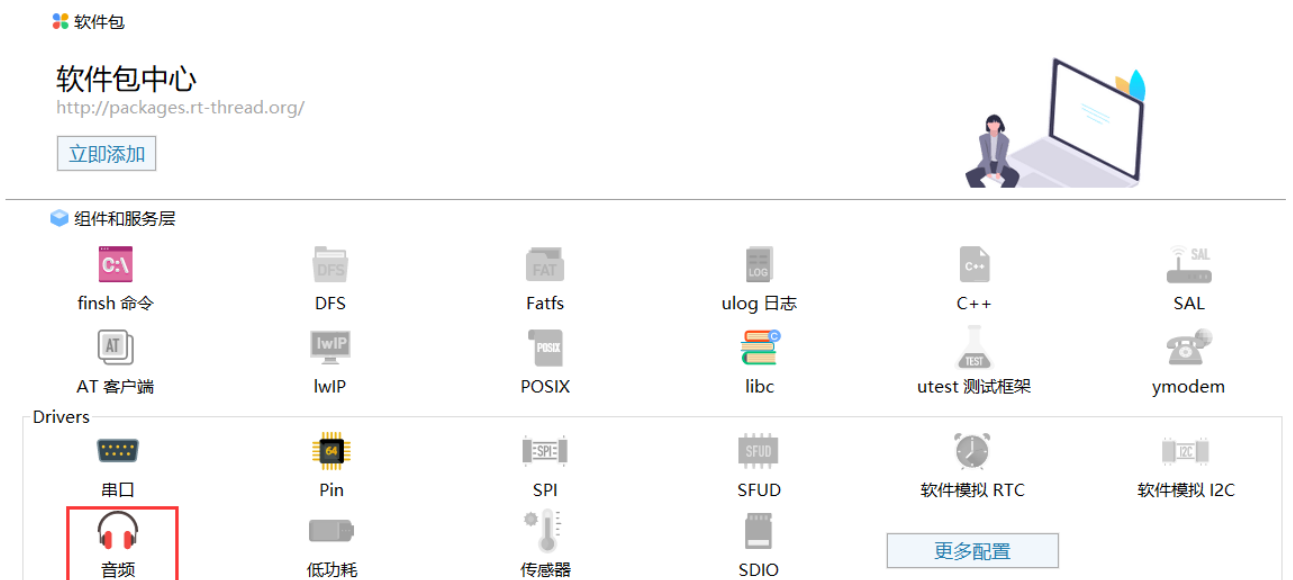 软件包
软件包中心
http://packages.rt-thread.org/
立即添加
组件和服务层
C:\ DFS FAT LOG C++ SAL
finsh 命令 DFS Fatfs ulog 日志 C++ SAL
AT lwIP POSIX C TEST
AT 客户端 lwIP POSIX libc utest 测试框架 ymodem
Drivers
64 SPI SFUD I2C
串口 Pin SPI SFUD 软件模拟 RTC 软件模拟 I2C
更多配置
音频 低功耗 传感器 SDIO